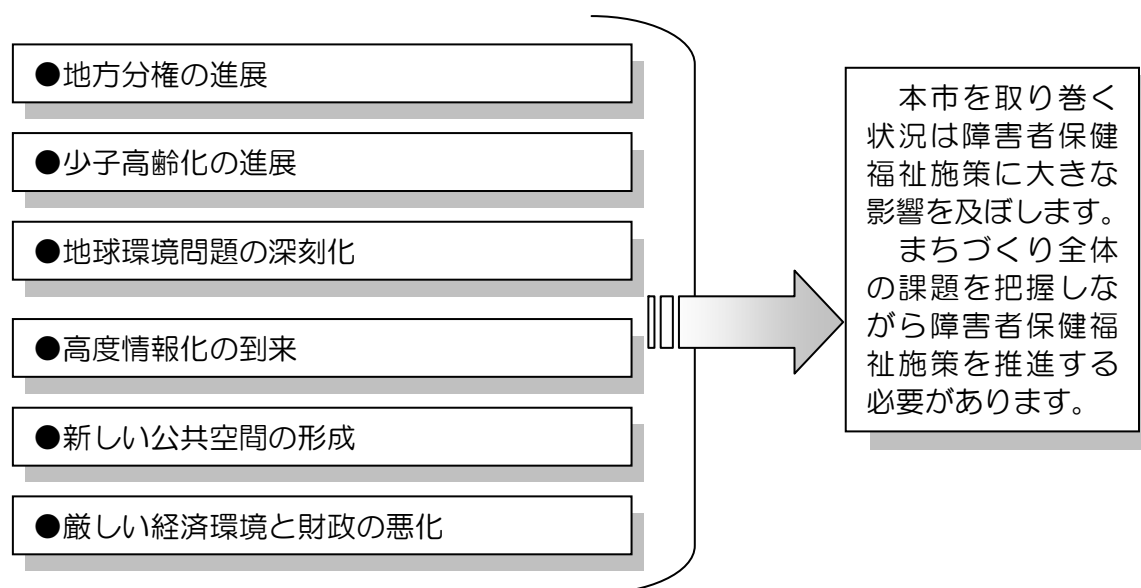 ●地方分権の進展
●少子高齢化の進展
●地球環境問題の深刻化
●高度情報化の到来
●新しい公共空間の形成
●厳しい経済環境と財政の悪化
　本市を取り巻く
状況は障害者保健
福祉施策に大きな
影響を及ぼします。
　まちづくり全体
の課題を把握しな
がら障害者保健福
祉施策を推進する
必要があります。